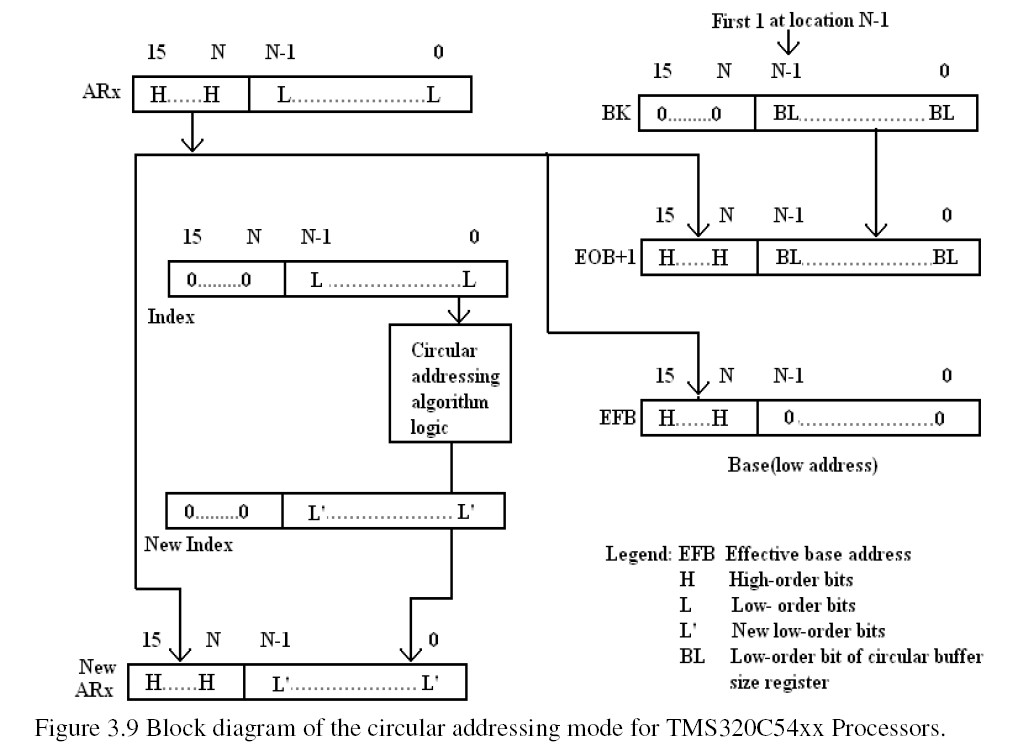 First 1 at location N-1
15 N N-1 0
ARx H......H L.......................L
15 N N-1 0
BK 0.........0 BL..................... BL
15 N N-1 0
EOB+1 H......H BL......................BL
15 N N-1 0
0.........0 L .......................L
Index
Circular
addressing
algorithm
logic
15 N N-1 0
EFB H......H 0.......................0
Base(low address)
0.........0 L'...................... L'
New Index
15 N N-1 0
New
ARx H......H L'...................... L'
Legend: EFB Effective base address
H High-order bits
L Low- order bits
L' New low-order bits
BL Low-order bit of circular buffer
size register
Figure 3.9 Block diagram of the circular addressing mode for TMS320C54xx Processors.